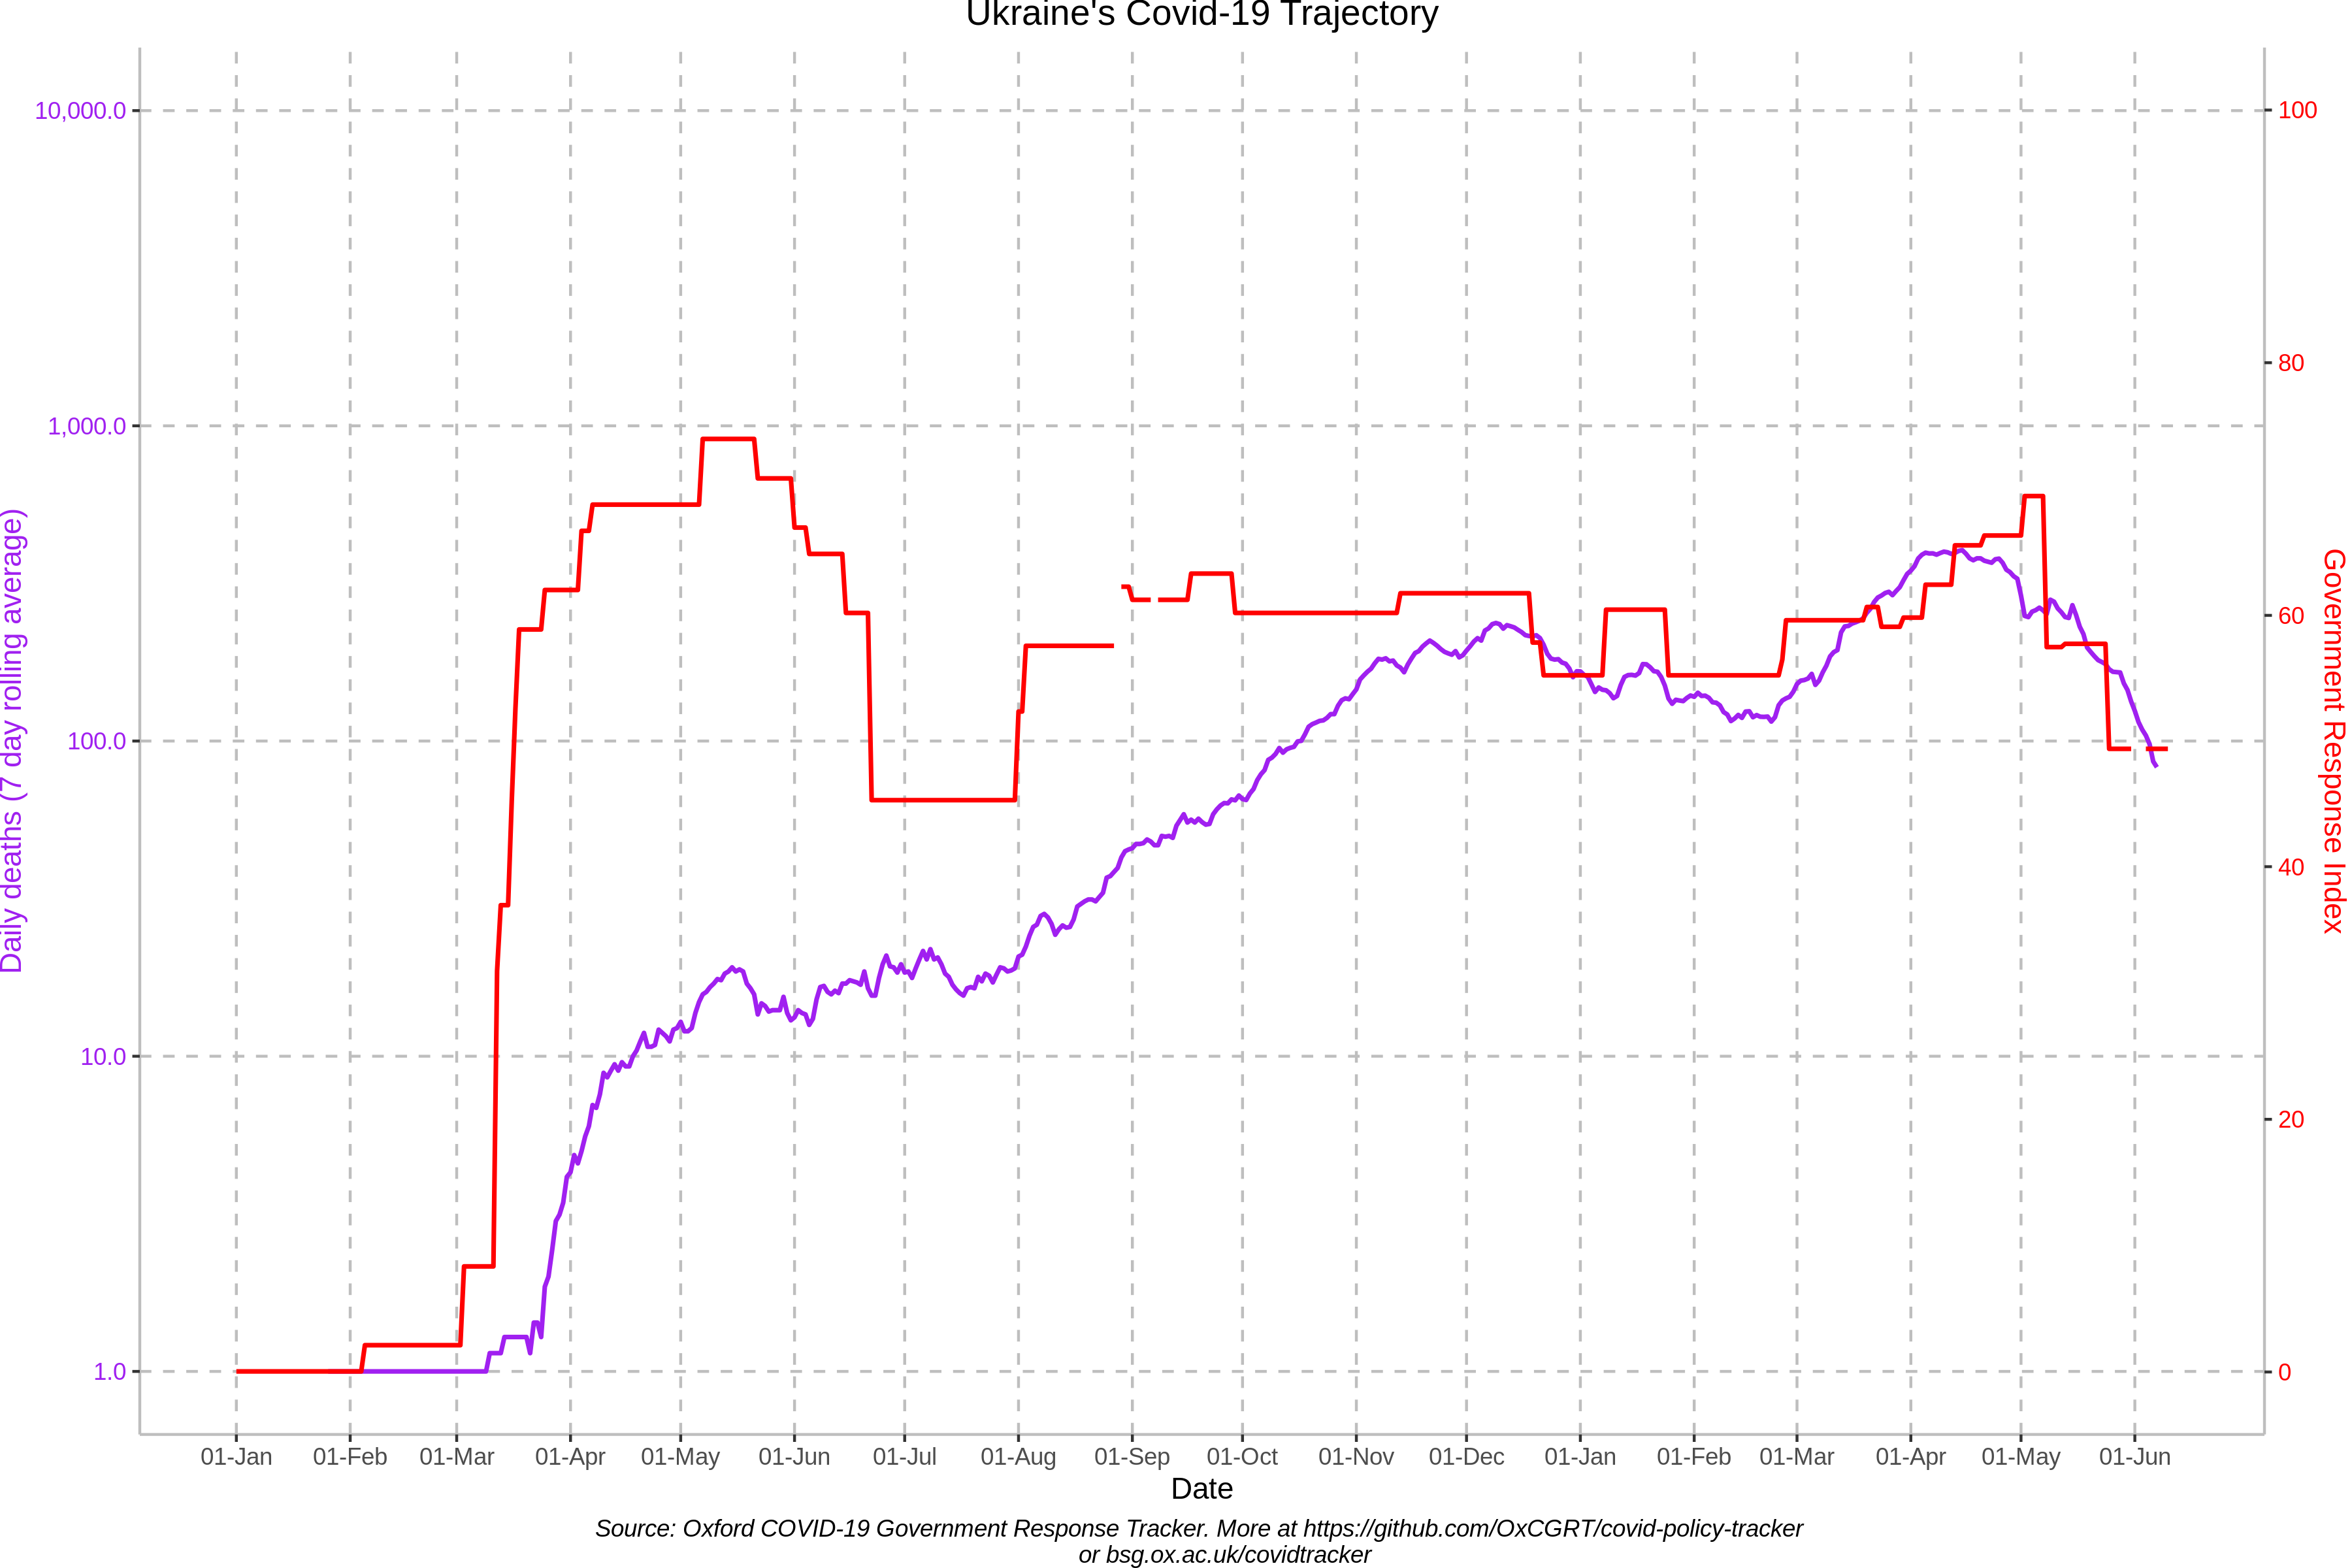 Ukraine's Covid-19 Trajectory
10,000.0
1,000.0
100.0
10.0
1.0
Daily deaths (7 day rolling average)
100
80
60
40
20
0
Government Response Index
01-Jan 01-Feb 01-Mar 01-Apr 01-May 01-Jun 01-Jul 01-Aug 01-Sep 01-Oct 01-Nov 01-Dec 01-Jan 01-Feb 01-Mar 01-Apr 01-May 01-Jun
Date
Source: Oxford COVID-19 Government Response Tracker. More at https://github.com/OxCGRT/covid-policy-tracker
or bsg.ox.ac.uk/covidtracker